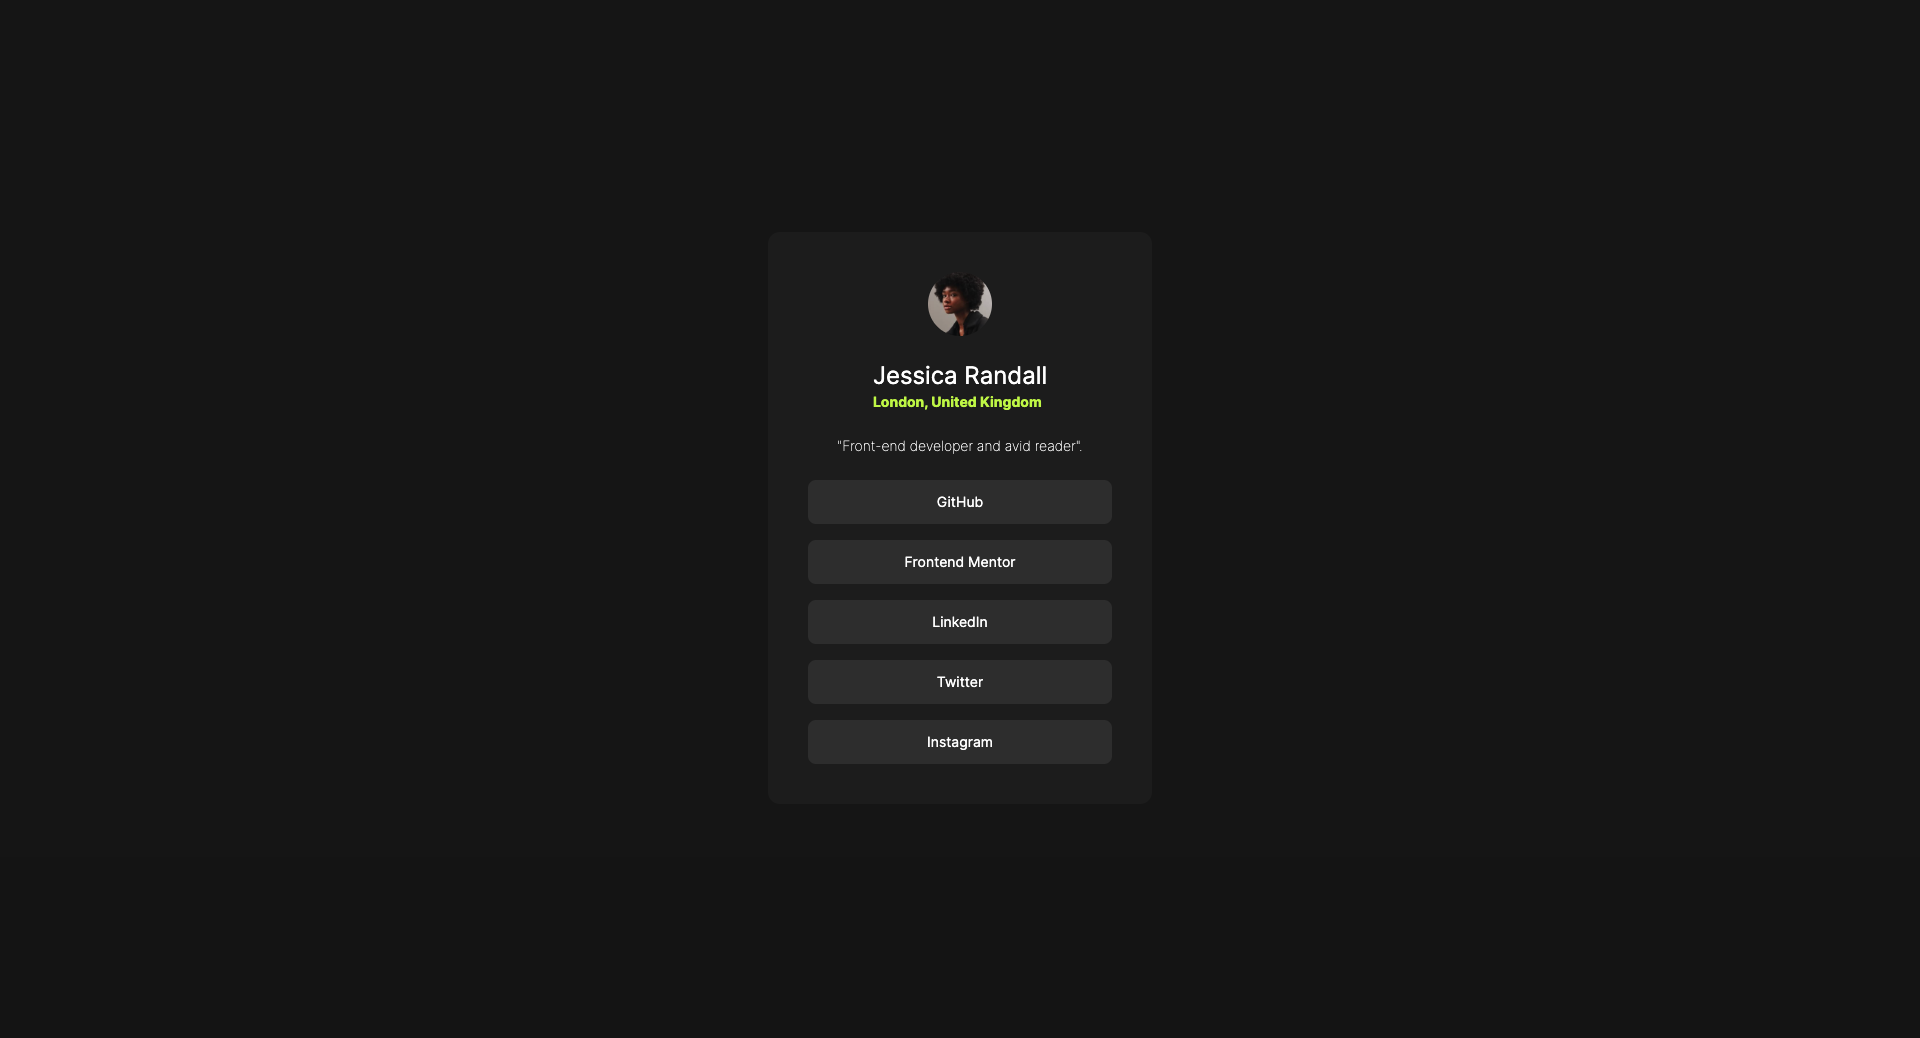 Jessica Randall
London, United Kingdom
"Front-end developer and avid reader".
GitHub
Frontend Mentor
LinkedIn
Twitter
Instagram